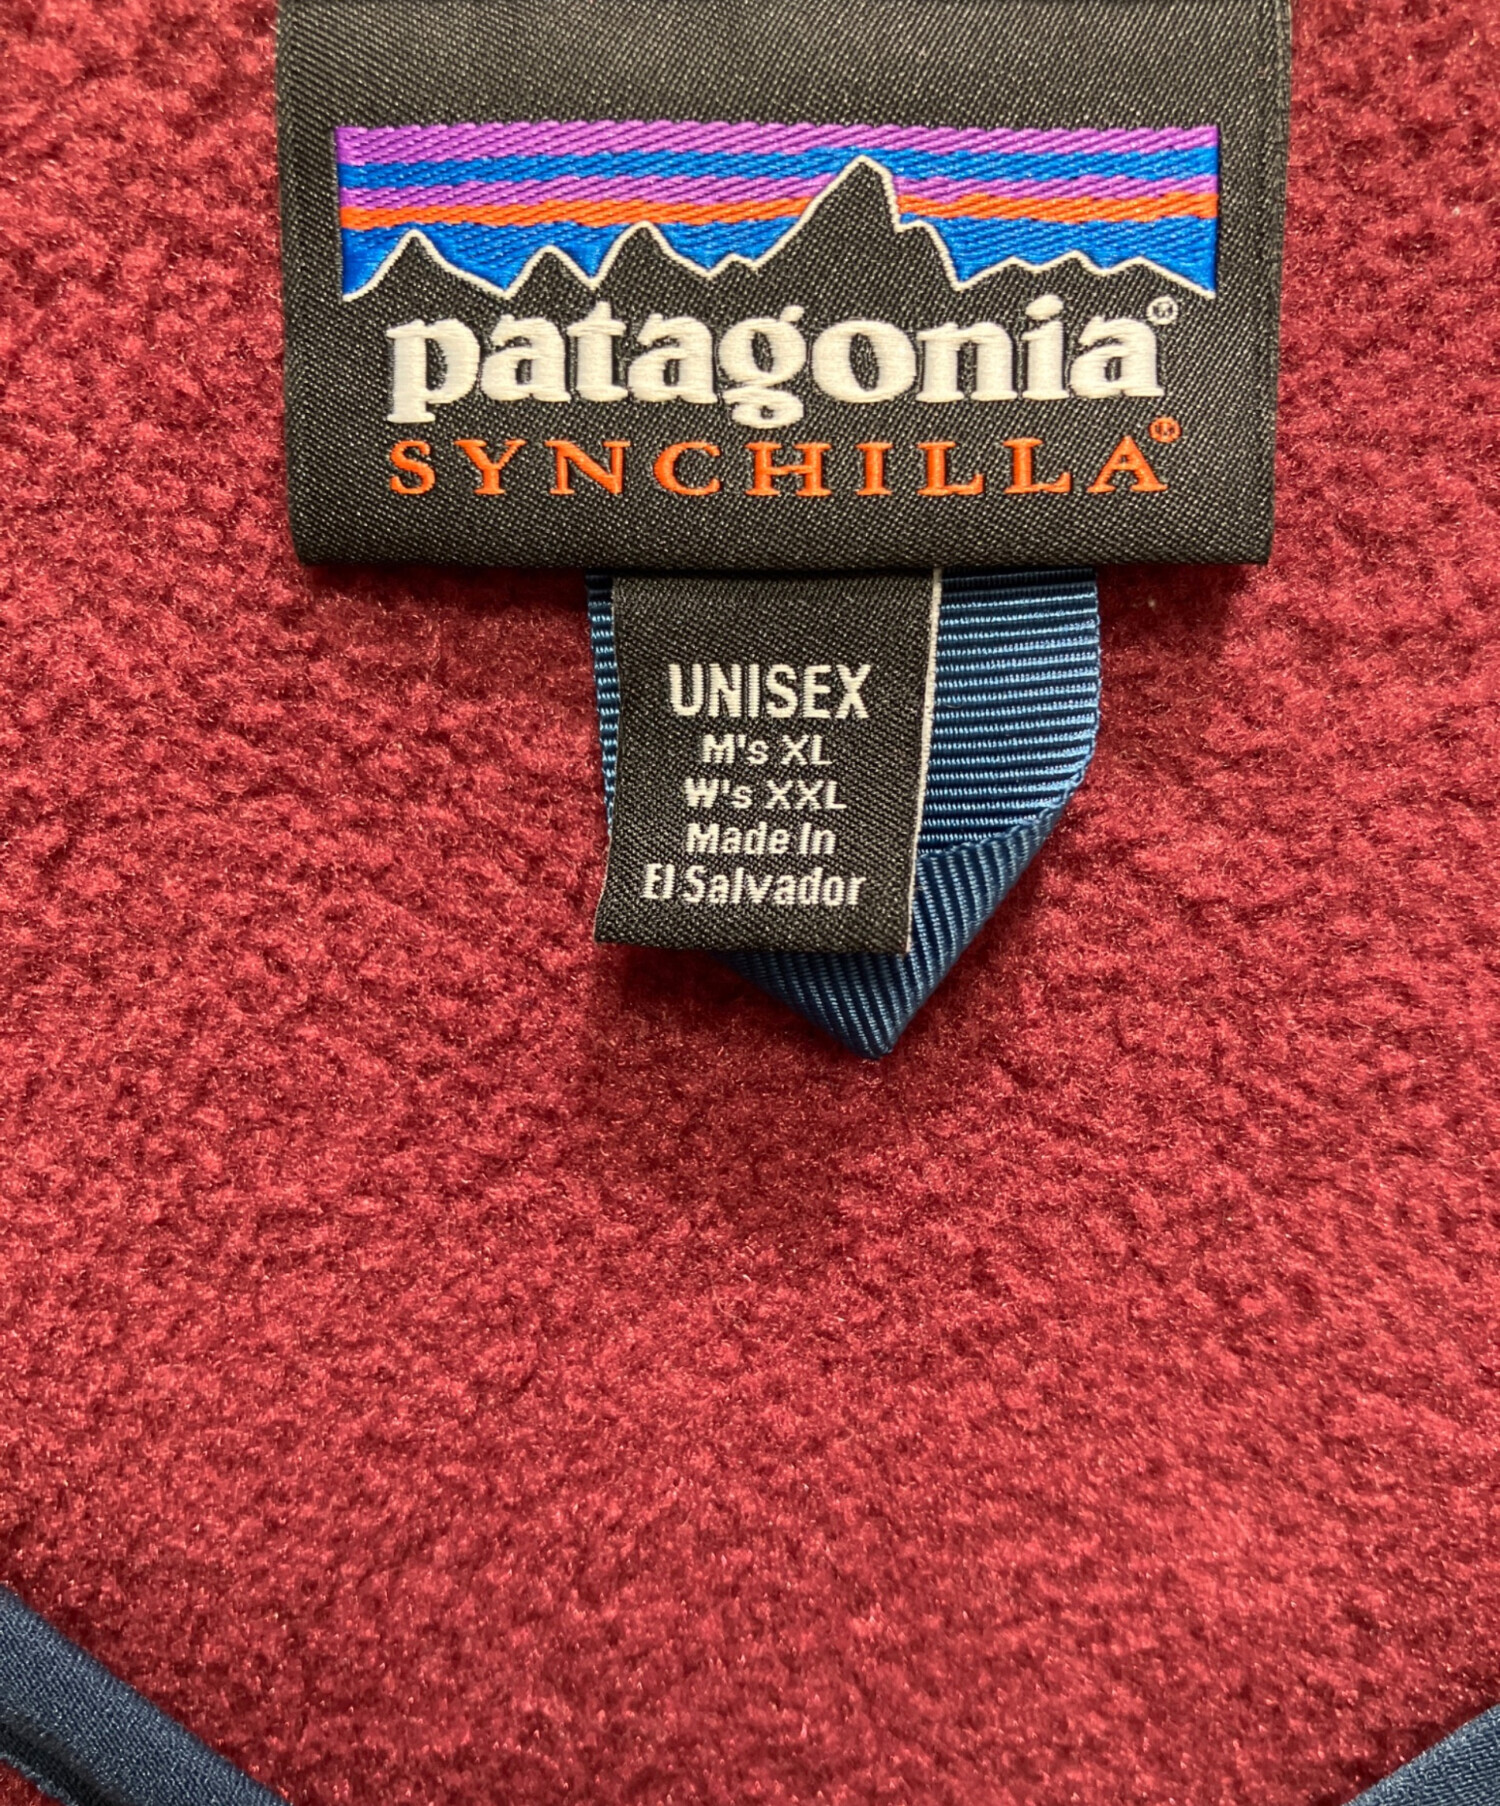 patagonia®
SYNCHILLA®
UNISEX
M's XL
W's XXL
Made In
El Salvador